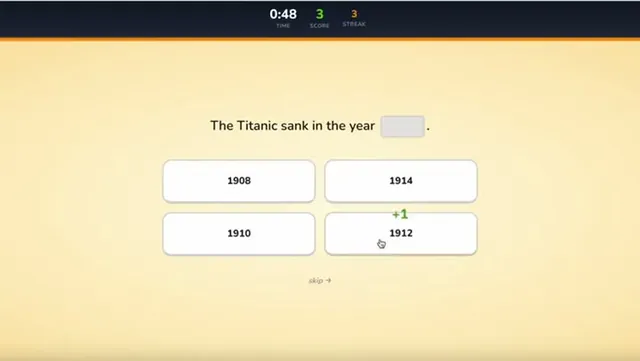 0:48 3 3
TIME SCORE STREAK
The Titanic sank in the year .
1908 1914
+1
1910 1912
skip →